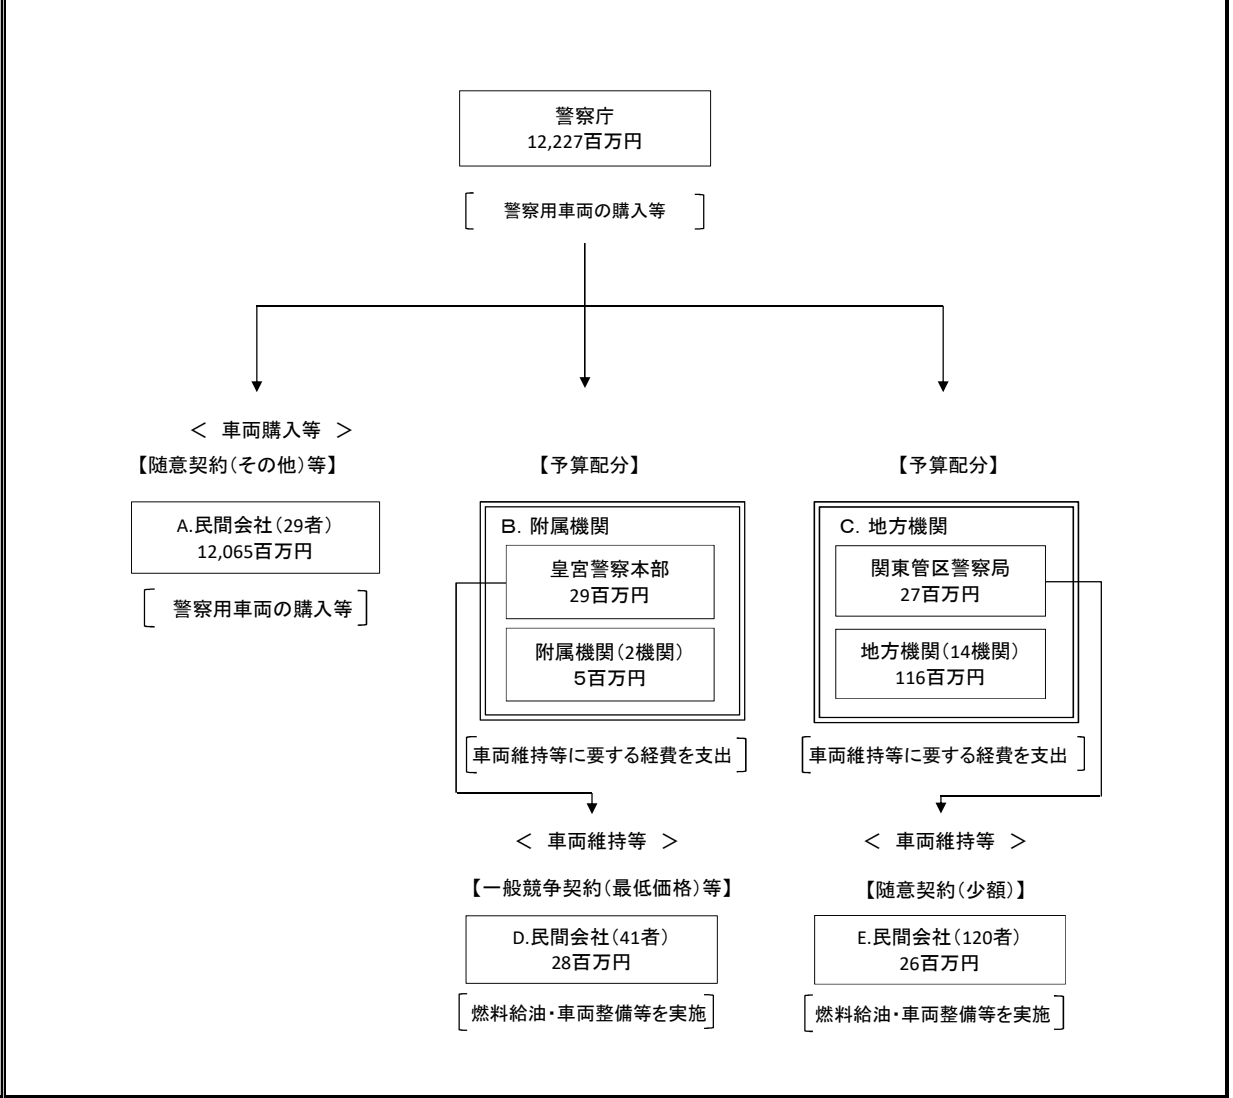 警察庁
12,227百万円
警察用車両の購入等
＜ 車両購入等 ＞
【随意契約(その他)等】
A.民間会社(29者)
12,065百万円
警察用車両の購入等
【予算配分】
B. 附属機関
皇宮警察本部
29百万円
附属機関(2機関)
5百万円
車両維持等に要する経費を支出
＜ 車両維持等 ＞
【一般競争契約(最低価格)等】
D.民間会社(41者)
28百万円
燃料給油・車両整備等を実施
【予算配分】
C. 地方機関
関東管区警察局
27百万円
地方機関(14機関)
116百万円
車両維持等に要する経費を支出
＜ 車両維持等 ＞
【随意契約(少額)】
E.民間会社(120者)
26百万円
燃料給油・車両整備等を実施